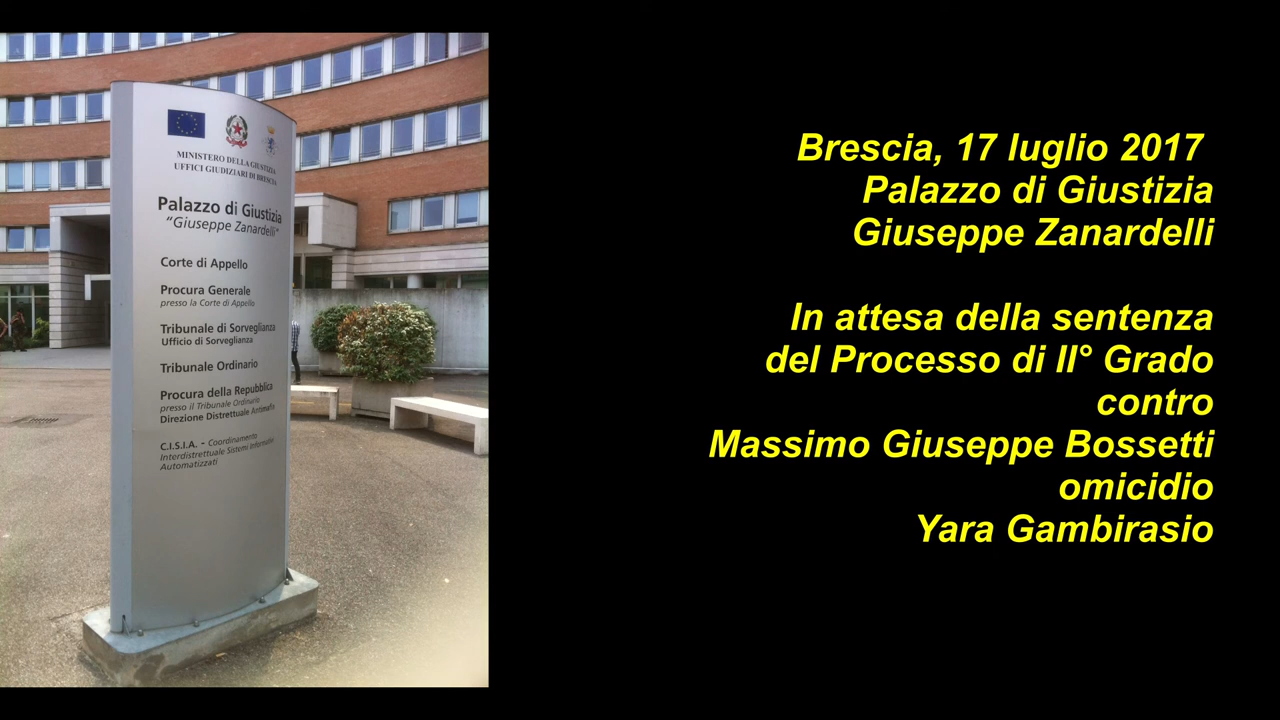 MINISTERO DELLA GIUSTIZIA
UFFICI GIUDIZIARI DI BRESCIA
Palazzo di Giustizia
"Giuseppe Zanardelli"
Corte di Appello
Procura Generale
presso la Corte di Appello
Tribunale di Sorveglianza
Ufficio di Sorveglianza
Tribunale Ordinario
Procura della Repubblica
presso il Tribunale Ordinario
Direzione Distrettuale Antimafia
C.I.S.I.A. - Coordinamento
Interdistrettuale Sistemi Informativi
Automatizzati
Brescia, 17 luglio 2017
Palazzo di Giustizia
Giuseppe Zanardelli
In attesa della sentenza
del Processo di II° Grado
contro
Massimo Giuseppe Bossetti
omicidio
Yara Gambirasio